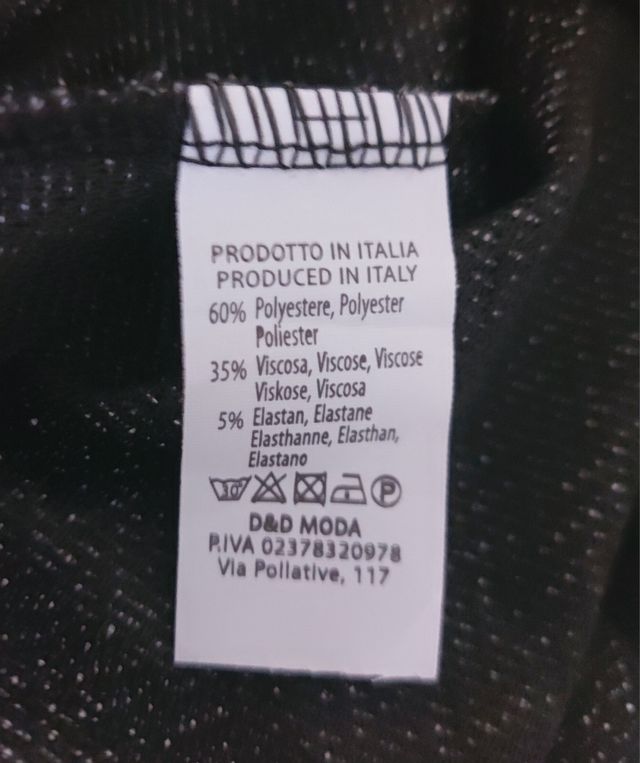 PRODOTTO IN ITALIA
PRODUCED IN ITALY
60% Polyestere, Polyester
Poliester
35% Viscosa, Viscose, Viscose
Viskose, Viscosa
5% Elastan, Elastane
Elasthanne, Elasthan,
Elastano
30° P
D&D MODA
P.IVA 02378320978
Via Pollative, 117